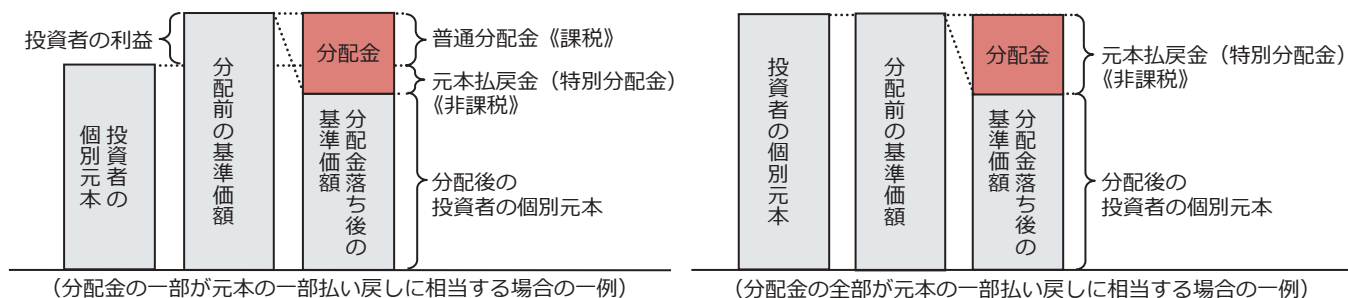 投資者の利益
投資者の
個別元本
分配前の基準価額
分配金
分配金落ち後の
基準価額
普通分配金《課税》
元本払戻金（特別分配金）
《非課税》
分配後の
投資者の個別元本
（分配金の一部が元本の一部払い戻しに相当する場合の一例）
投資者の個別元本
分配前の基準価額
分配金
分配金落ち後の
基準価額
元本払戻金（特別分配金）
《非課税》
分配後の
投資者の個別元本
（分配金の全部が元本の一部払い戻しに相当する場合の一例）